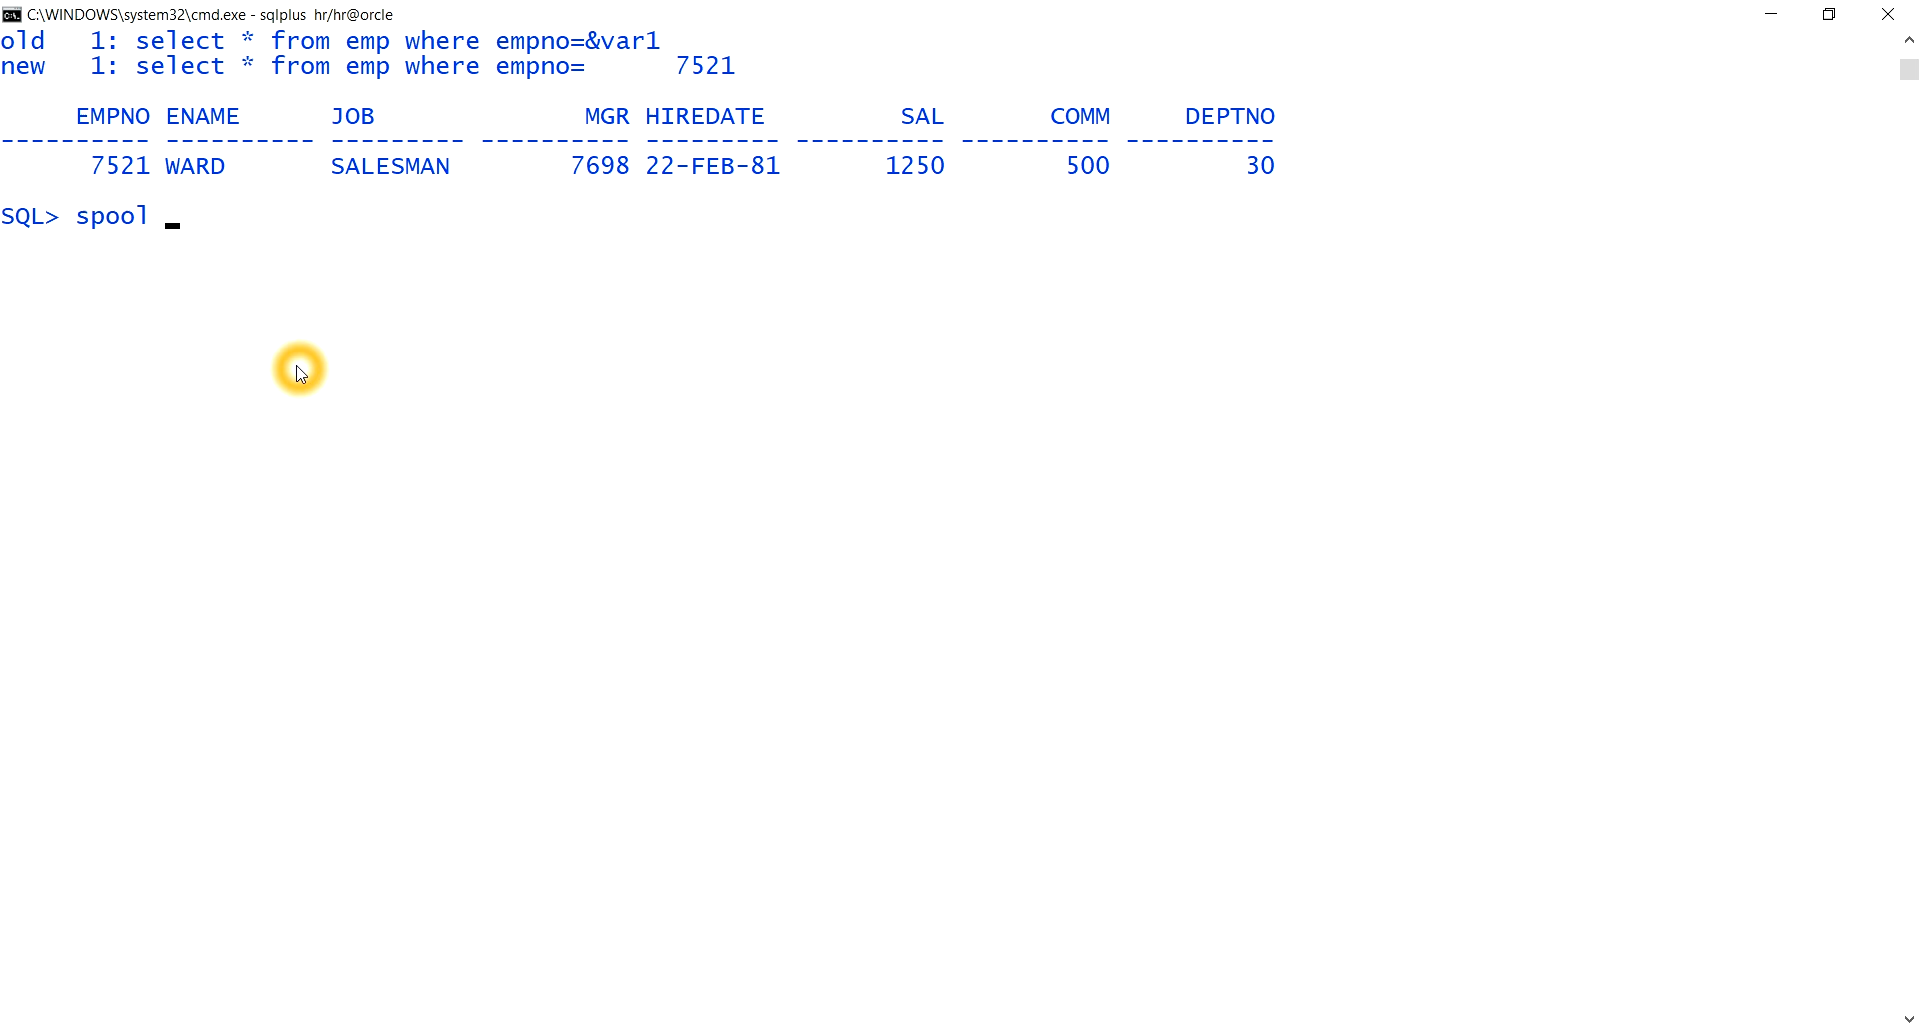 C:\WINDOWS\system32\cmd.exe - sqlplus  hr/hr@orcle
old   1: select * from emp where empno=&var1
new   1: select * from emp where empno=      7521
     EMPNO ENAME      JOB              MGR HIREDATE         SAL       COMM     DEPTNO
---------- ---------- --------- ---------- --------- ---------- ---------- ----------
      7521 WARD       SALESMAN        7698 22-FEB-81       1250        500         30
SQL> spool